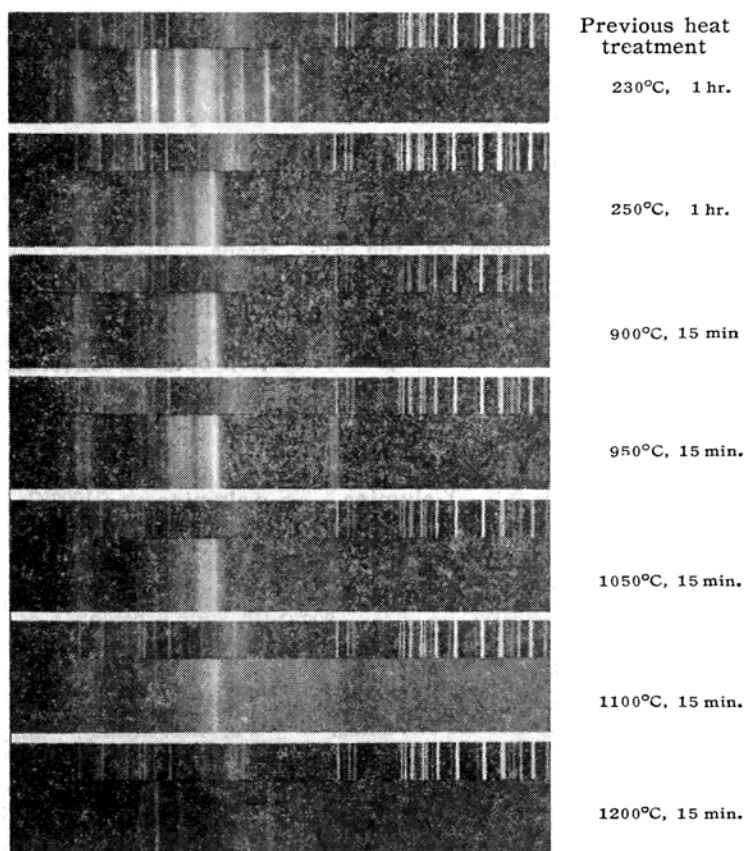 Previous heat
treatment
230°C, 1 hr.
250°C, 1 hr.
900°C, 15 min
950°C, 15 min.
1050°C, 15 min.
1100°C, 15 min.
1200°C, 15 min.